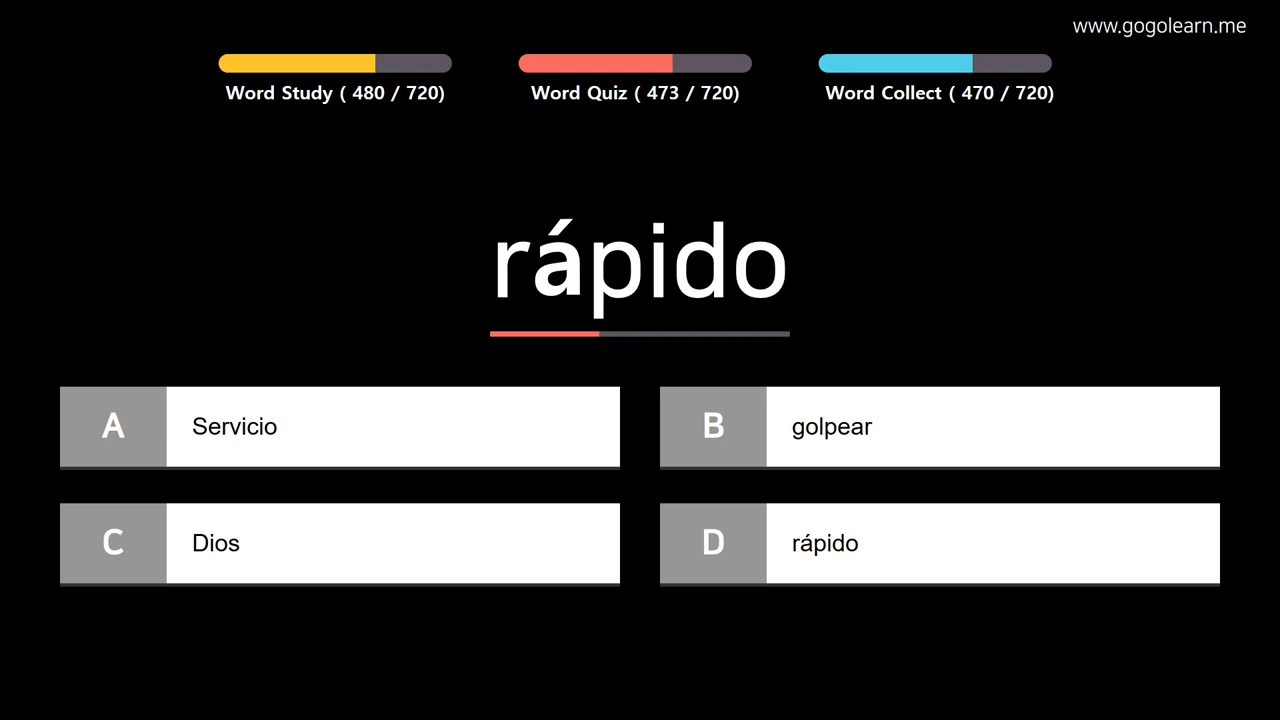 www.gogolearn.me
Word Study ( 480 / 720)
Word Quiz ( 473 / 720)
Word Collect ( 470 / 720)
rápido
A Servicio
B golpear
C Dios
D rápido